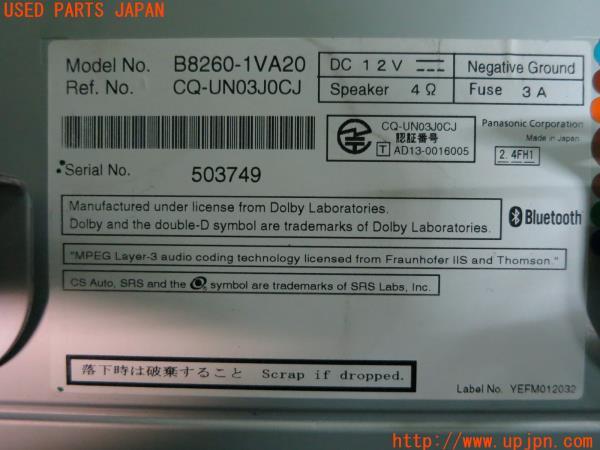 USED PARTS JAPAN
Model No. B8260-1VA20
Ref. No. CQ-UN03J0CJ
DC 12V Negative Ground
Speaker 4Ω Fuse 3A
CQ-UN03J0CJ
認証番号
T AD13-0016005
Panasonic Corporation
Made in Japan
2.4FH1
Serial No. 503749
Manufactured under license from Dolby Laboratories.
Dolby and the double-D symbol are trademarks of Dolby Laboratories.
Bluetooth
"MPEG Layer-3 audio coding technology licensed from Fraunhofer IIS and Thomson."
CS Auto, SRS and the symbol are trademarks of SRS Labs, Inc.
落下時は破棄すること Scrap if dropped.
Label No. YEFM012032
http://www.upjpn.com/